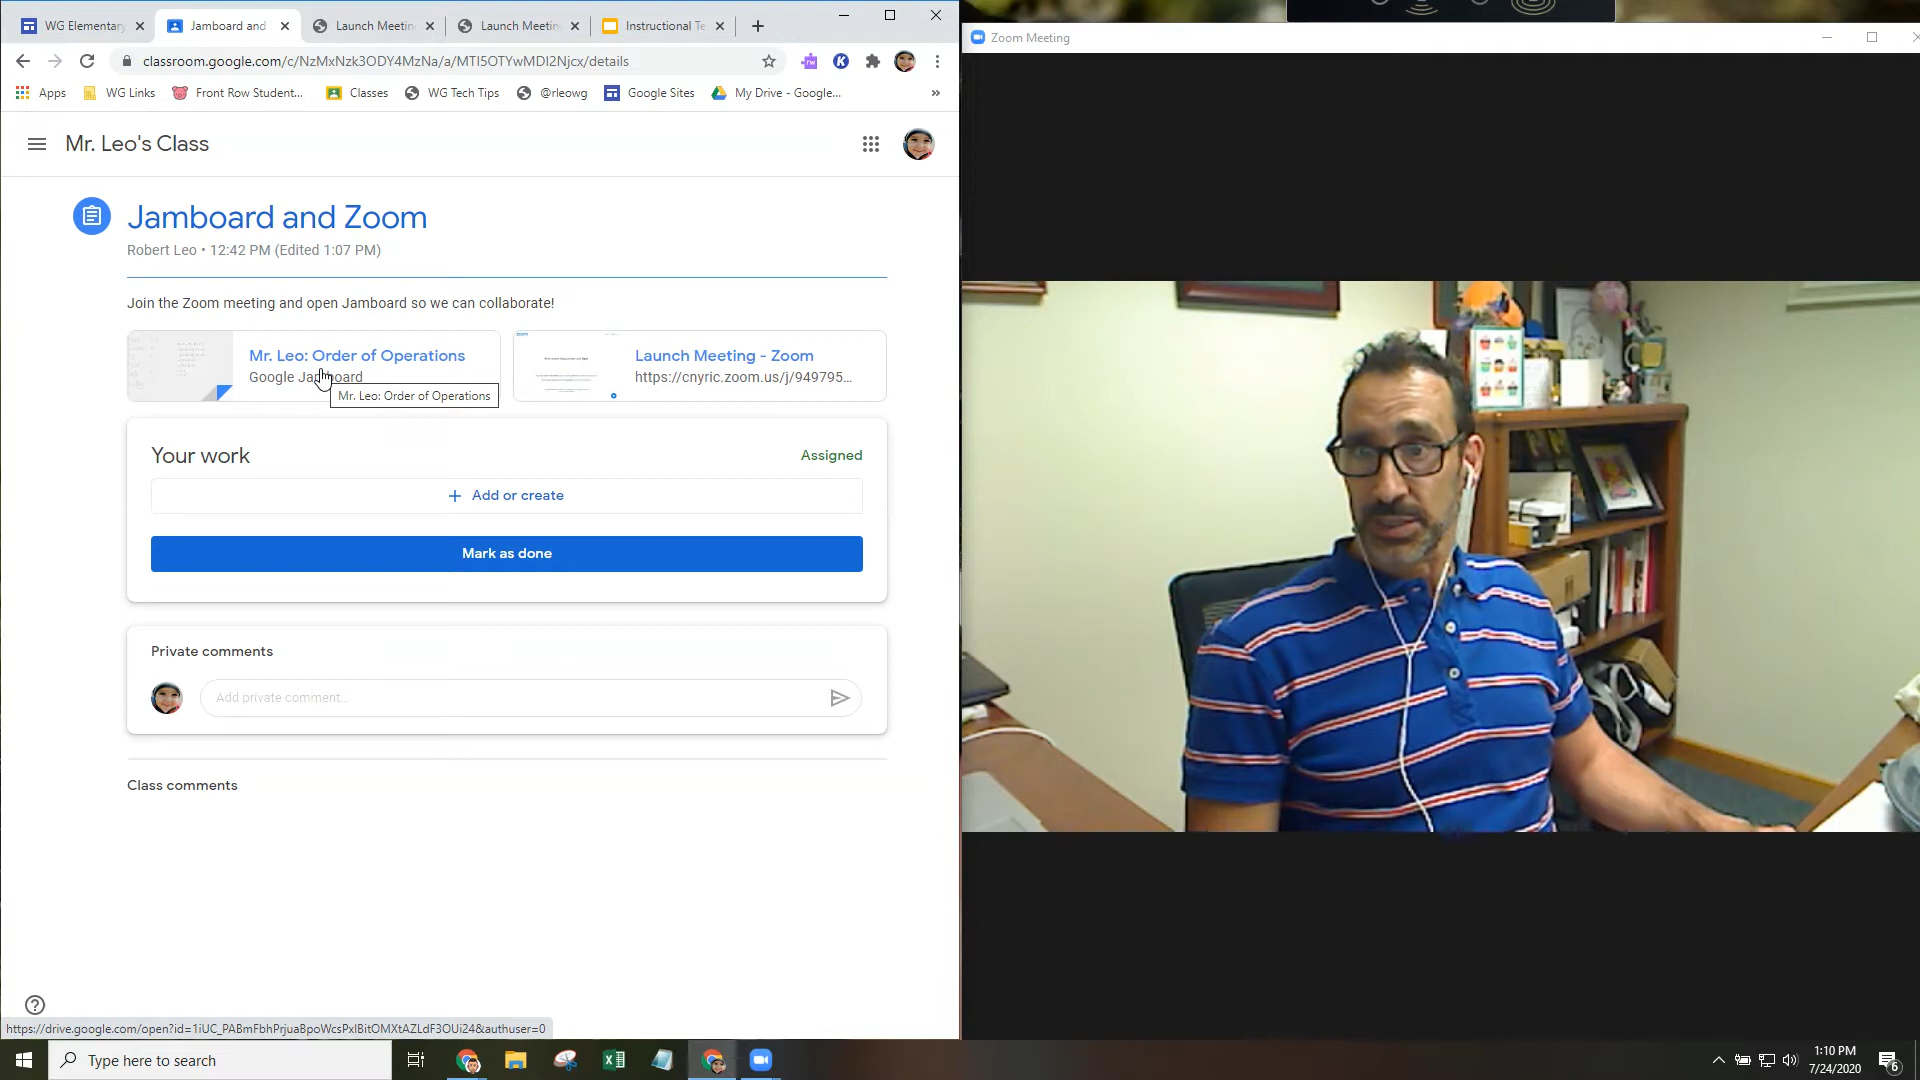 WG Elementary
Jamboard and
Launch Meetin
Launch Meetin
Instructional Te
classroom.google.com/c/NzMxNzk3ODY4MzNa/a/MTI5OTYwMDI2Njcx/details
Apps
WG Links
Front Row Student...
Classes
WG Tech Tips
@rleowg
Google Sites
My Drive - Google...
Mr. Leo's Class
Jamboard and Zoom
Robert Leo • 12:42 PM (Edited 1:07 PM)
Join the Zoom meeting and open Jamboard so we can collaborate!
Mr. Leo: Order of Operations
Google Jamboard
Mr. Leo: Order of Operations
Launch Meeting - Zoom
https://cnyric.zoom.us/j/949795...
Your work
Assigned
+ Add or create
Mark as done
Private comments
Add private comment...
Class comments
https://drive.google.com/open?id=1iUC_PABmFbhPrjuaBpoWcsPxIBitOMXtAZLdF3OUi24&authuser=0
Type here to search
Zoom Meeting
1:10 PM
7/24/2020
6